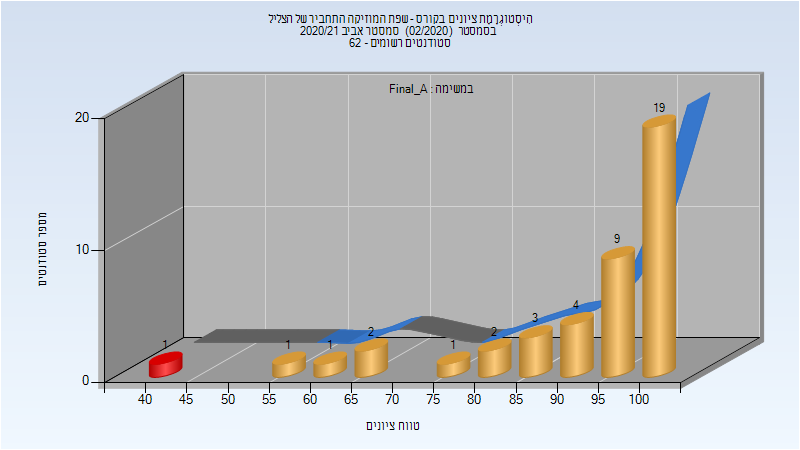 היסטוגרמת ציונים בקורס - שפת המוזיקה התחביר של הצליל
בסמסטר (02/2020) סמסטר אביב 2020/21
סטודנטים רשומים - 62
במשימה : Final_A
מספר סטודנטים
20
10
0
1
1
1
2
1
2
3
4
9
19
40 45 50 55 60 65 70 75 80 85 90 95 100
טווח ציונים